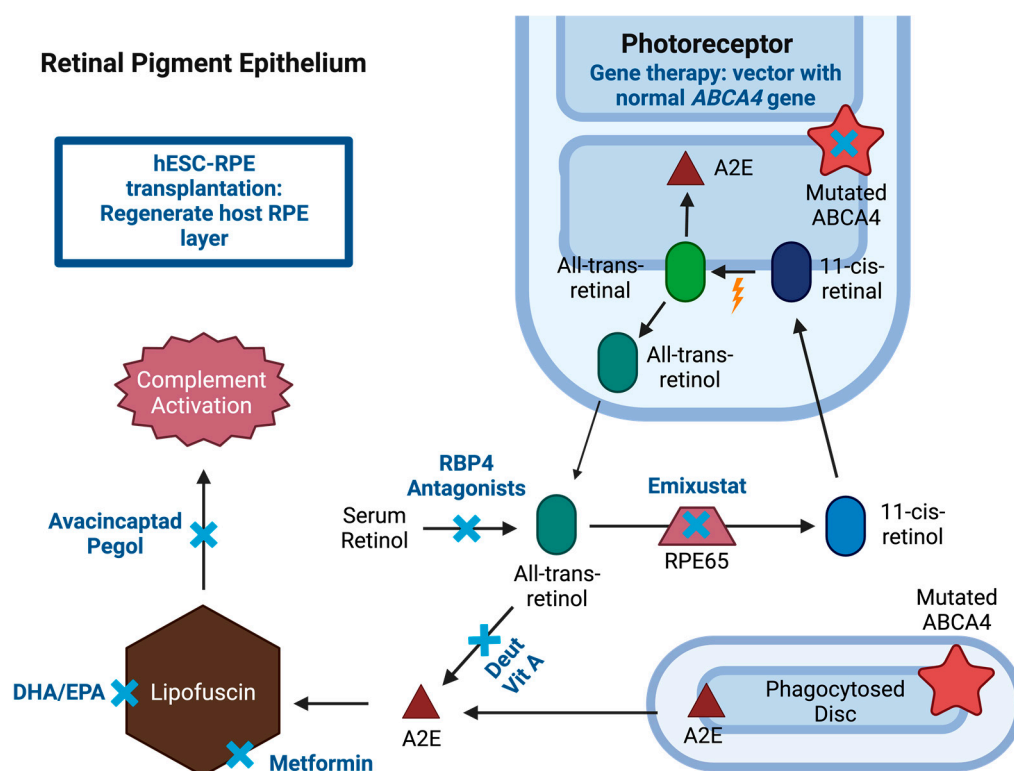 Retinal Pigment Epithelium
hESC-RPE
transplantation:
Regenerate host RPE
layer
Photoreceptor
Gene therapy: vector with
normal ABCA4 gene
A2E
Mutated
ABCA4
All-trans-
retinal
11-cis-
retinal
All-trans-
retinol
Complement
Activation
Avacincaptad
Pegol
RBP4
Antagonists
Serum
Retinol
All-trans-
retinol
Emixustat
RPE65
11-cis-
retinol
Deut
Vit A
Mutated
ABCA4
DHA/EPA
Lipofuscin
Metformin
A2E
A2E
Phagocytosed
Disc